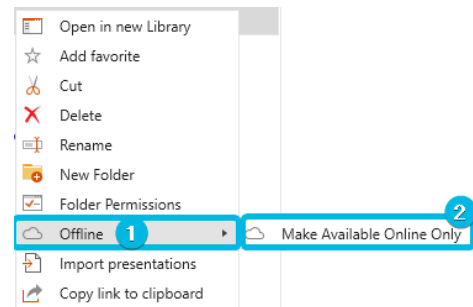 Open in new Library
Add favorite
Cut
Delete
Rename
New Folder
Folder Permissions
Offline 1
2
Make Available Online Only
Import presentations
Copy link to clipboard